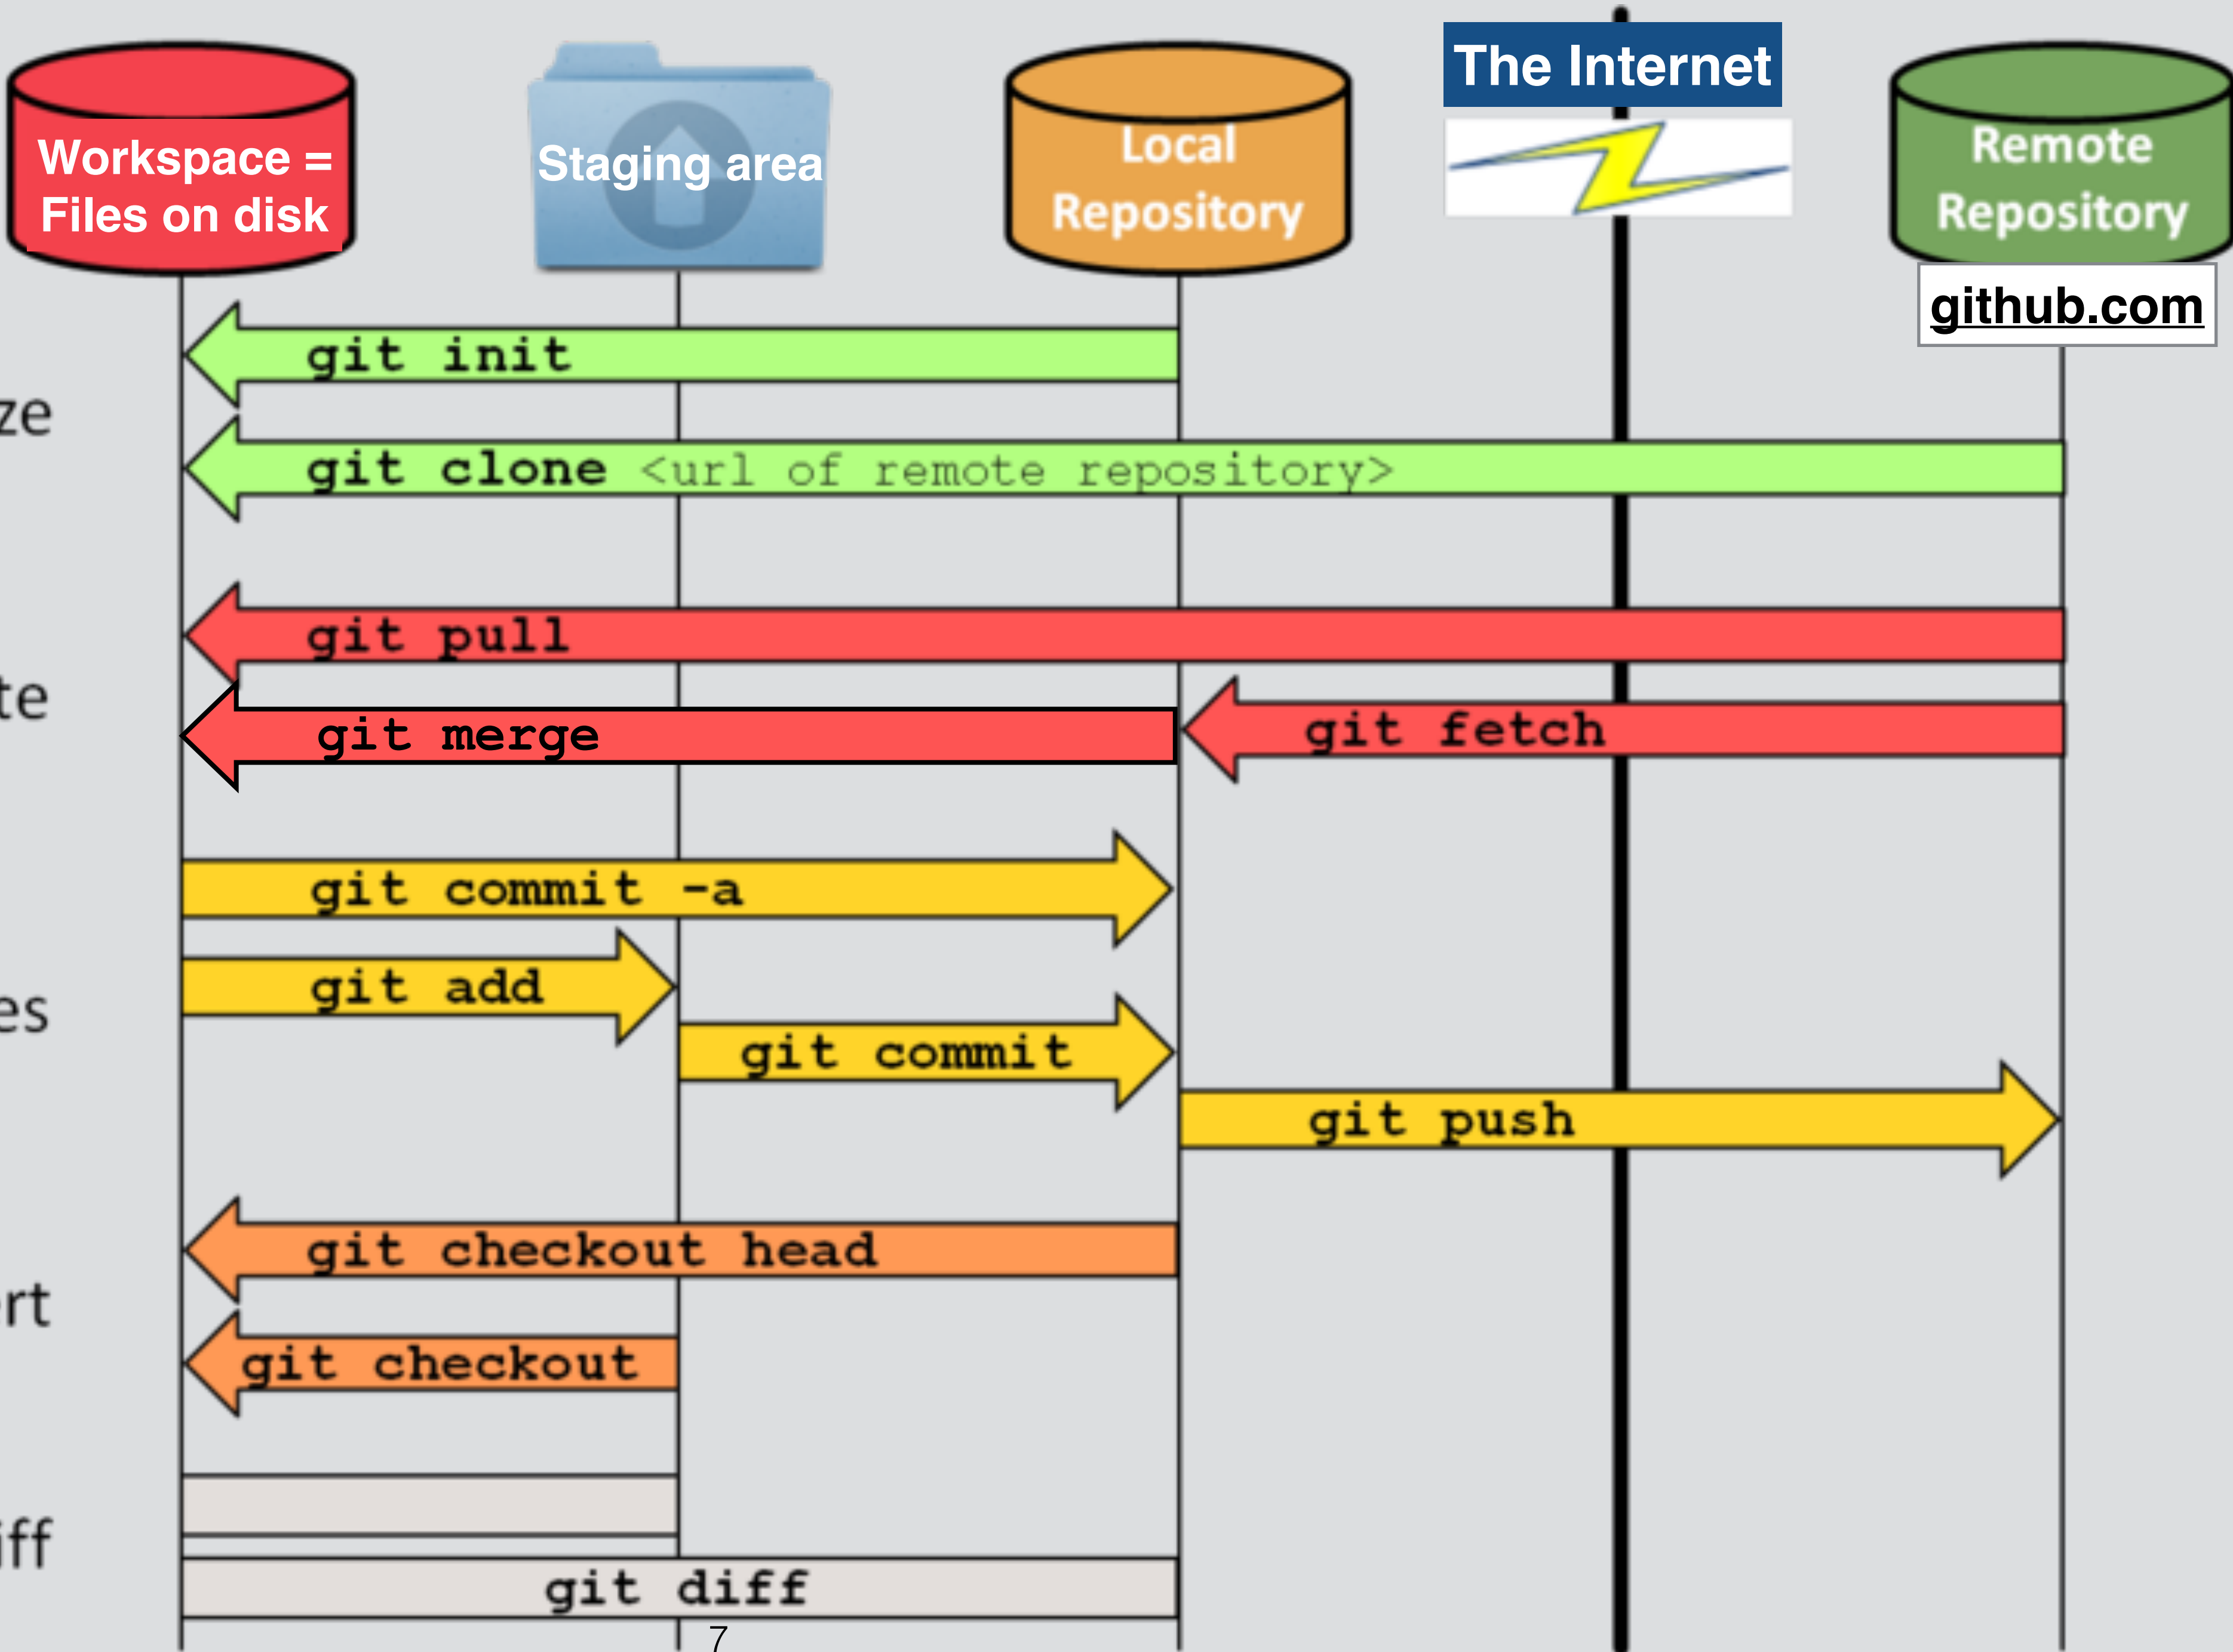 Workspace =
Files on disk
Staging area
Local
Repository
The Internet
Remote
Repository
github.com
git init
ze
git clone <url of remote repository>
git pull
te
git merge
git fetch
git commit -a
git add
es
git commit
git push
git checkout head
rt
git checkout
iff
git diff
7